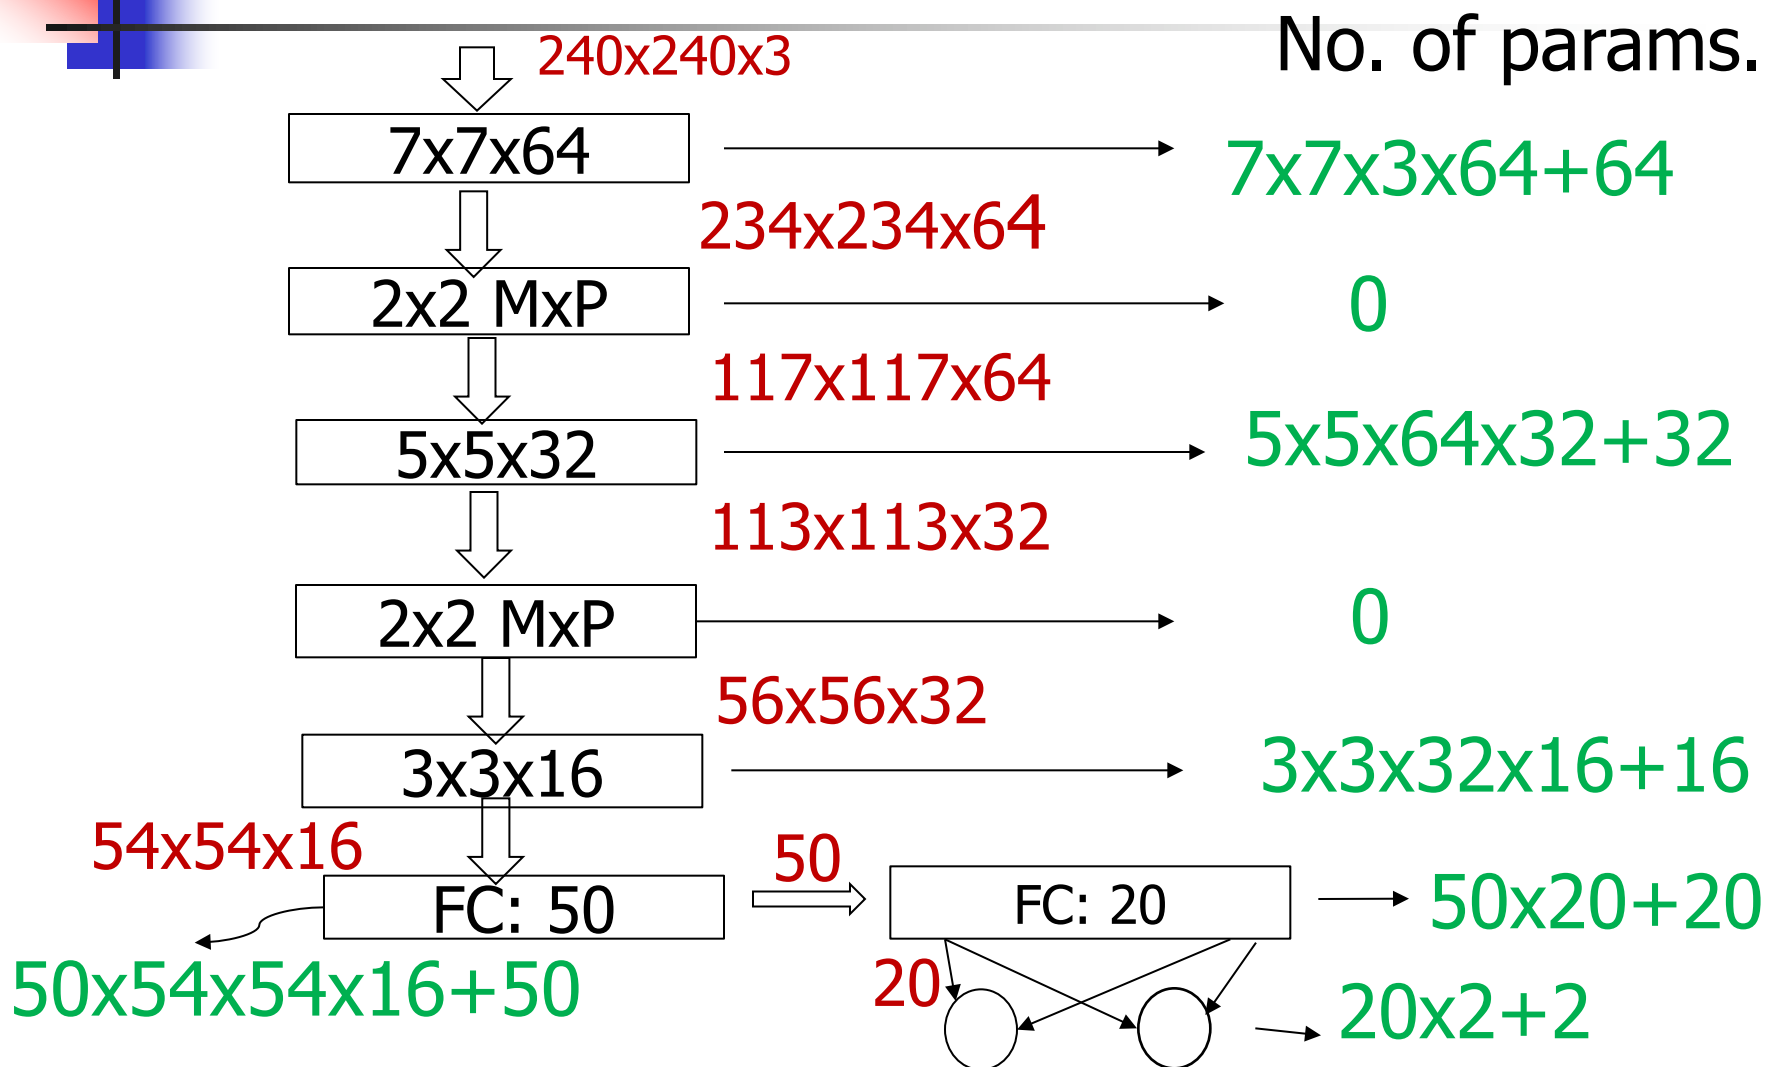 No. of params.
240x240x3
7x7x64
7x7x3x64+64
234x234x64
2x2 MxP
0
117x117x64
5x5x32
5x5x64x32+32
113x113x32
2x2 MxP
0
56x56x32
3x3x16
3x3x32x16+16
54x54x16
50
FC: 50
FC: 20
50x20+20
50x54x54x16+50
20
20x2+2